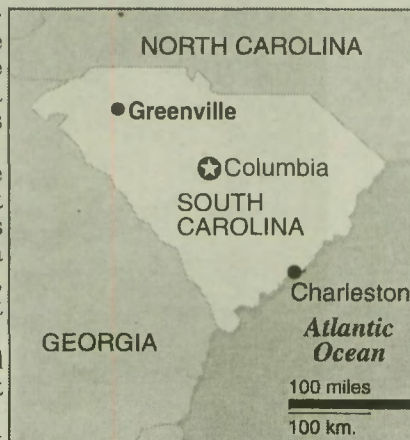 NORTH CAROLINA
Greenville
Columbia
SOUTH
CAROLINA
Charleston
GEORGIA
Atlantic
Ocean
100 miles
100 km.